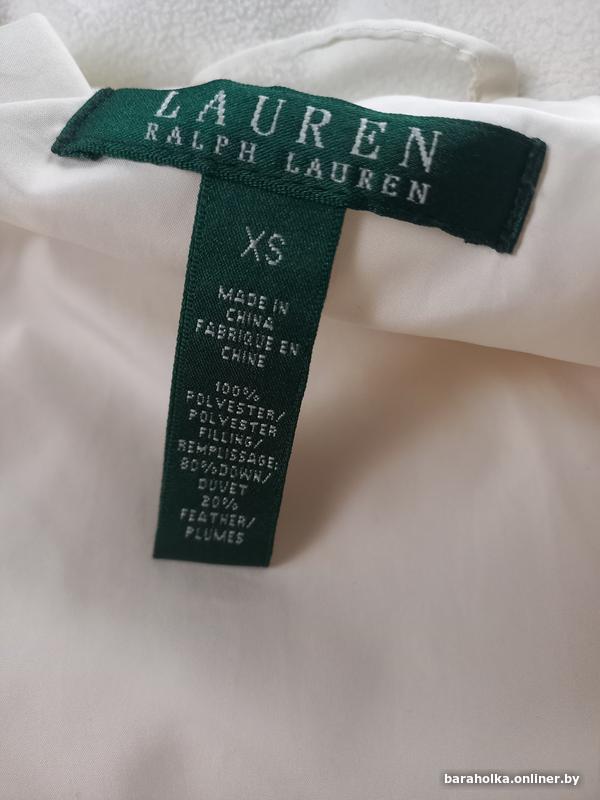 LAUREN
RALPH LAUREN
XS
MADE IN
CHINA
FABRIQUE EN
CHINE
100%
POLYESTER/
POLYESTER
FILLING/
REMPLISSAGE:
80%DOWN/
DUVET
20%
FEATHER/
PLUMES
baraholka.onliner.by